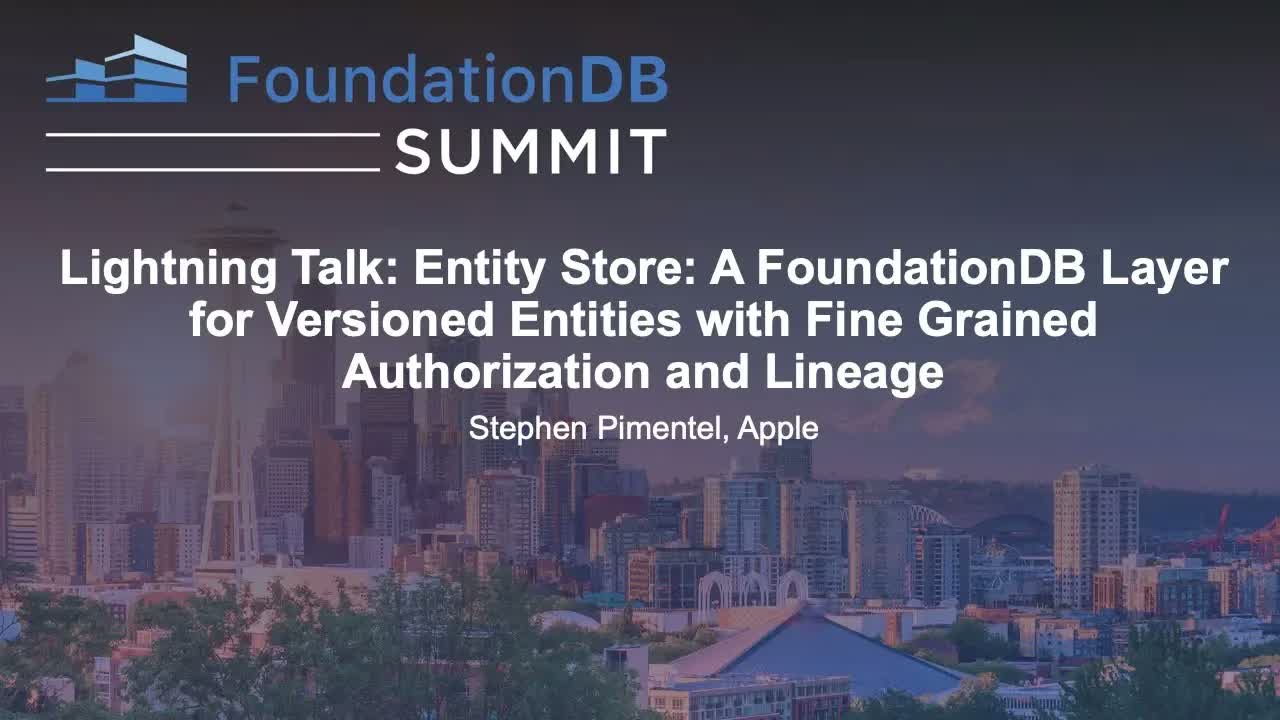 FoundationDB
SUMMIT
Lightning Talk: Entity Store: A FoundationDB Layer
for Versioned Entities with Fine Grained
Authorization and Lineage
Stephen Pimentel, Apple